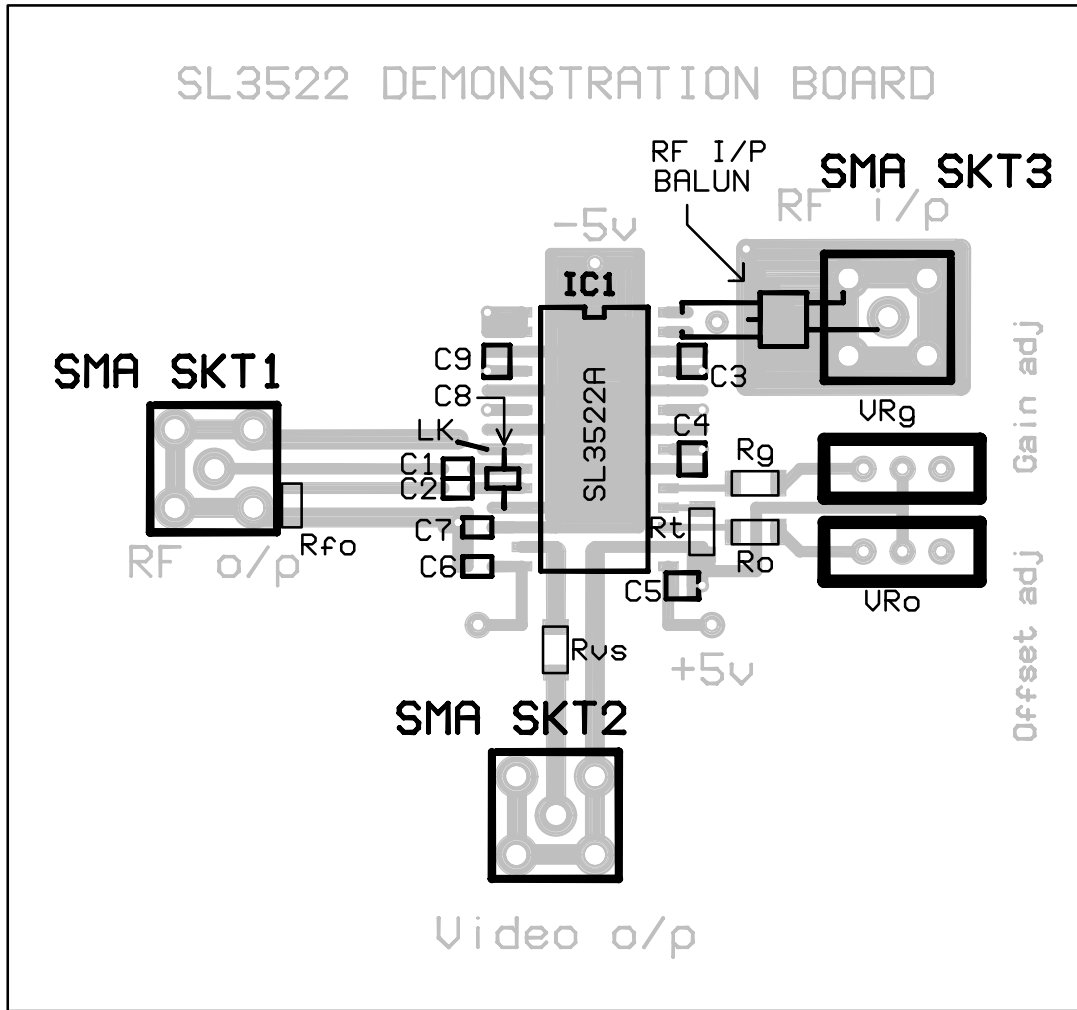 SL3522 DEMONSTRATION BOARD
RF I/P
BALUN
SMA SKT3
RF i/p
-5v
IC1
C9
C3
SMA SKT1
C8
VRg
Gain adj
LK
C4
SL3522A
C1
Rg
C2
C7
Rt
Rfo
Ro
RF o/p
C6
C5
VRo
Offset adj
Rvs
+5v
SMA SKT2
Video o/p